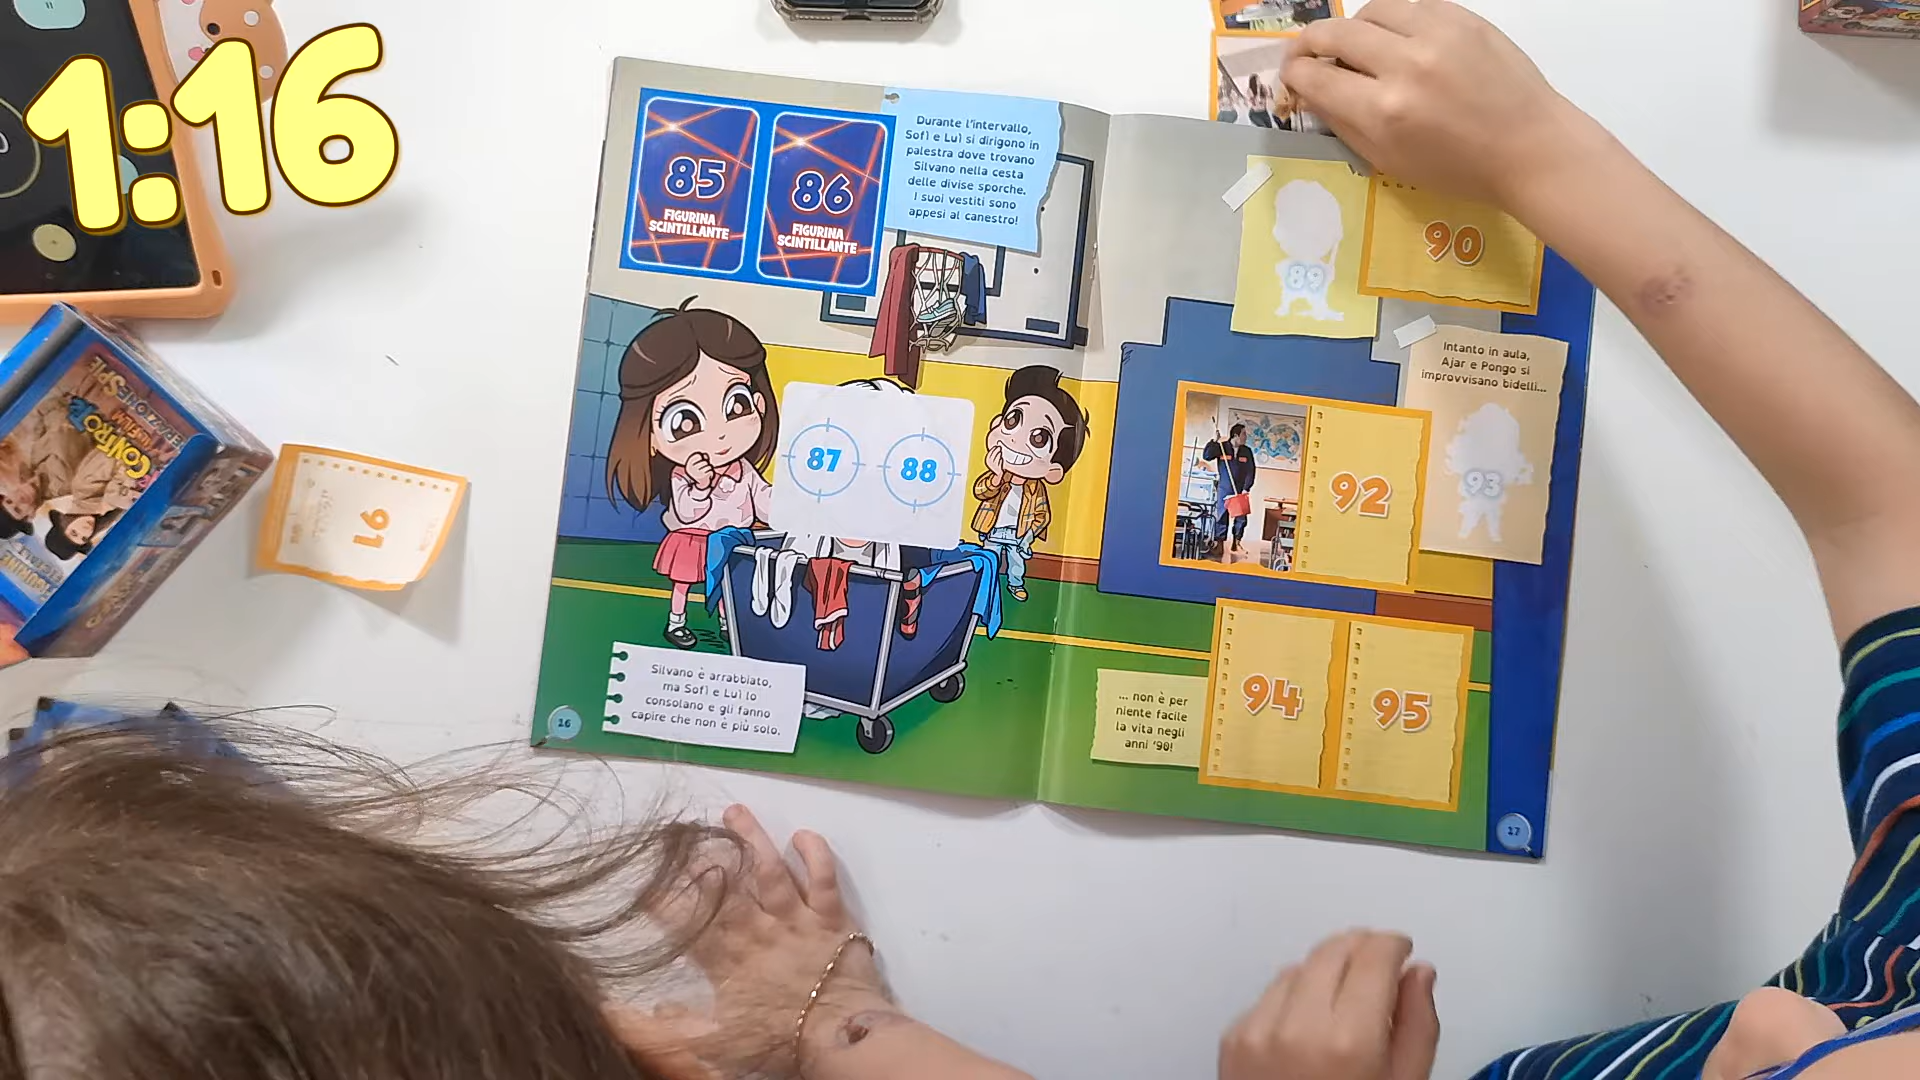 1:16
85
FIGURINA
SCINTILLANTE
86
FIGURINA
SCINTILLANTE
Durante l'intervallo,
Sofì e Luì si dirigono in
palestra dove trovano
Silvano nella cesta
delle divise sporche.
I suoi vestiti sono
appesi al canestro!
87
88
Silvano è arrabbiato,
ma Sofì e Luì lo
consolano e gli fanno
capire che non è più solo.
16
89
90
Intanto in aula,
Ajar e Pongo si
improvvisano bidelli...
92
93
... non è per
niente facile
la vita negli
anni '90!
94
95
17
91